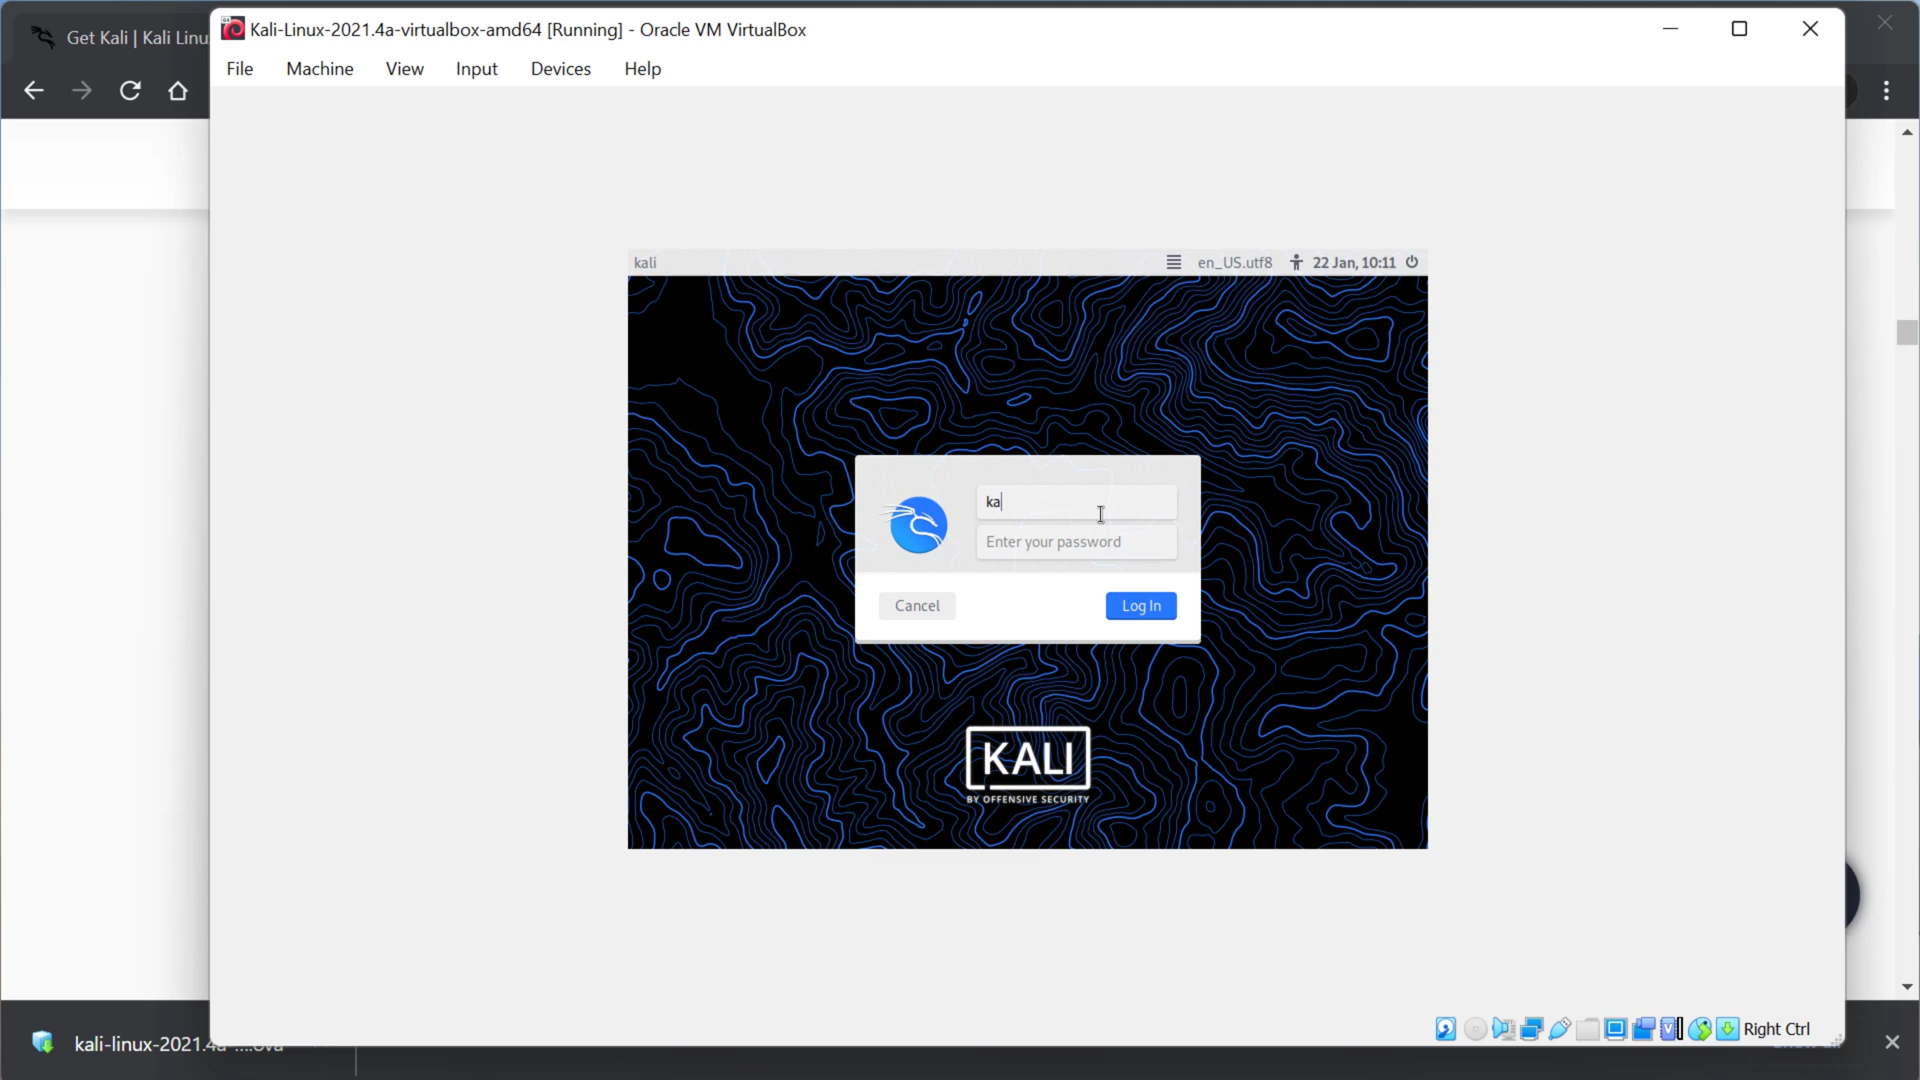 Get Kali | Kali Linu
Kali-Linux-2021.4a-virtualbox-amd64 [Running] - Oracle VM VirtualBox
File Machine View Input Devices Help
kali en_US.utf8 22 Jan, 10:11
ka
Enter your password
Cancel Log In
KALI
BY OFFENSIVE SECURITY
Right Ctrl
kali-linux-2021.4a-....ova